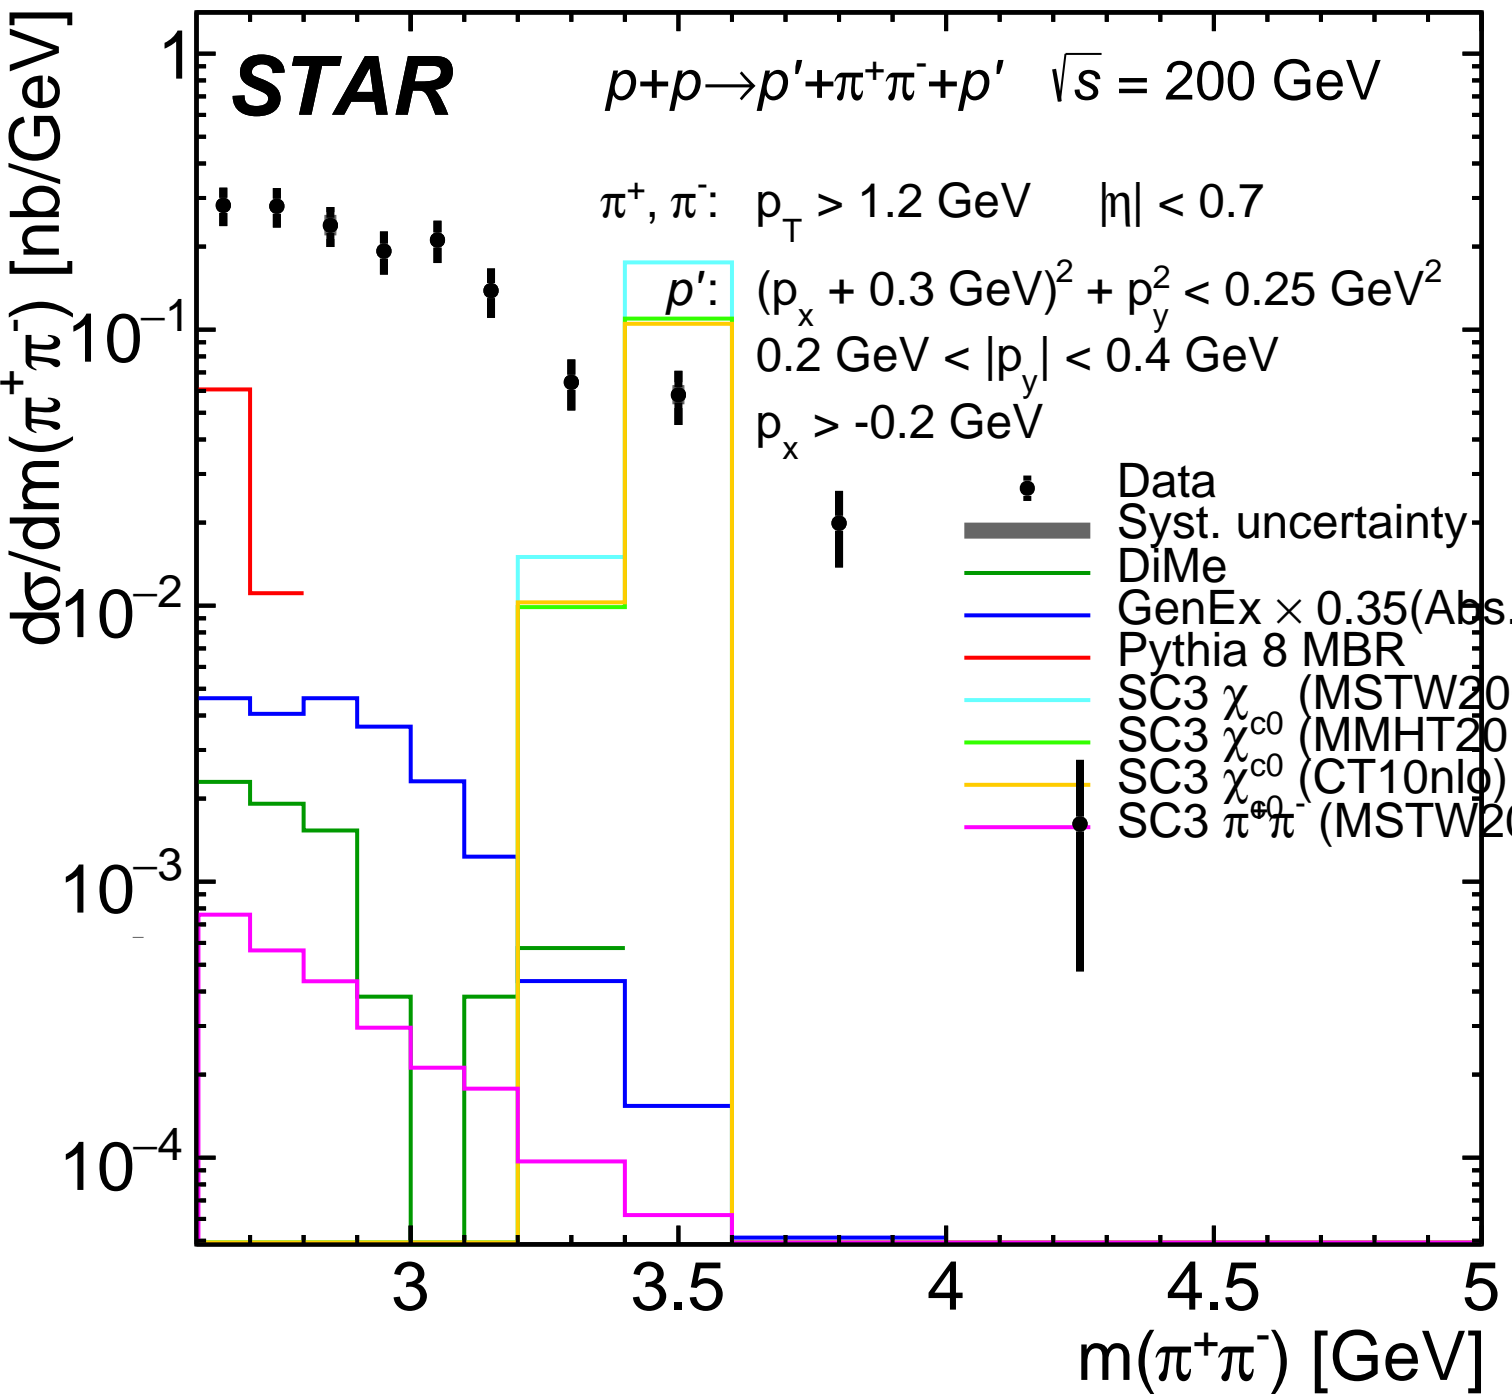 STAR
p+p→p′+π⁺π⁻+p′ √s = 200 GeV
π⁺, π⁻: p_T > 1.2 GeV |η| < 0.7
p′: (p_x + 0.3 GeV)² + p_y² < 0.25 GeV²
0.2 GeV < |p_y| < 0.4 GeV
p_x > -0.2 GeV
Data
Syst. uncertainty
DiMe
GenEx × 0.35(Abs.
Pythia 8 MBR
SC3 χ_c0 (MSTW20
SC3 χ_c0 (MMHT20
SC3 χ_c0 (CT10nlo)
SC3 π⁺π⁻ (MSTW20
dσ/dm(π⁺π⁻) [nb/GeV]
1
10⁻¹
10⁻²
10⁻³
10⁻⁴
3 3.5 4 4.5 5
m(π⁺π⁻) [GeV]